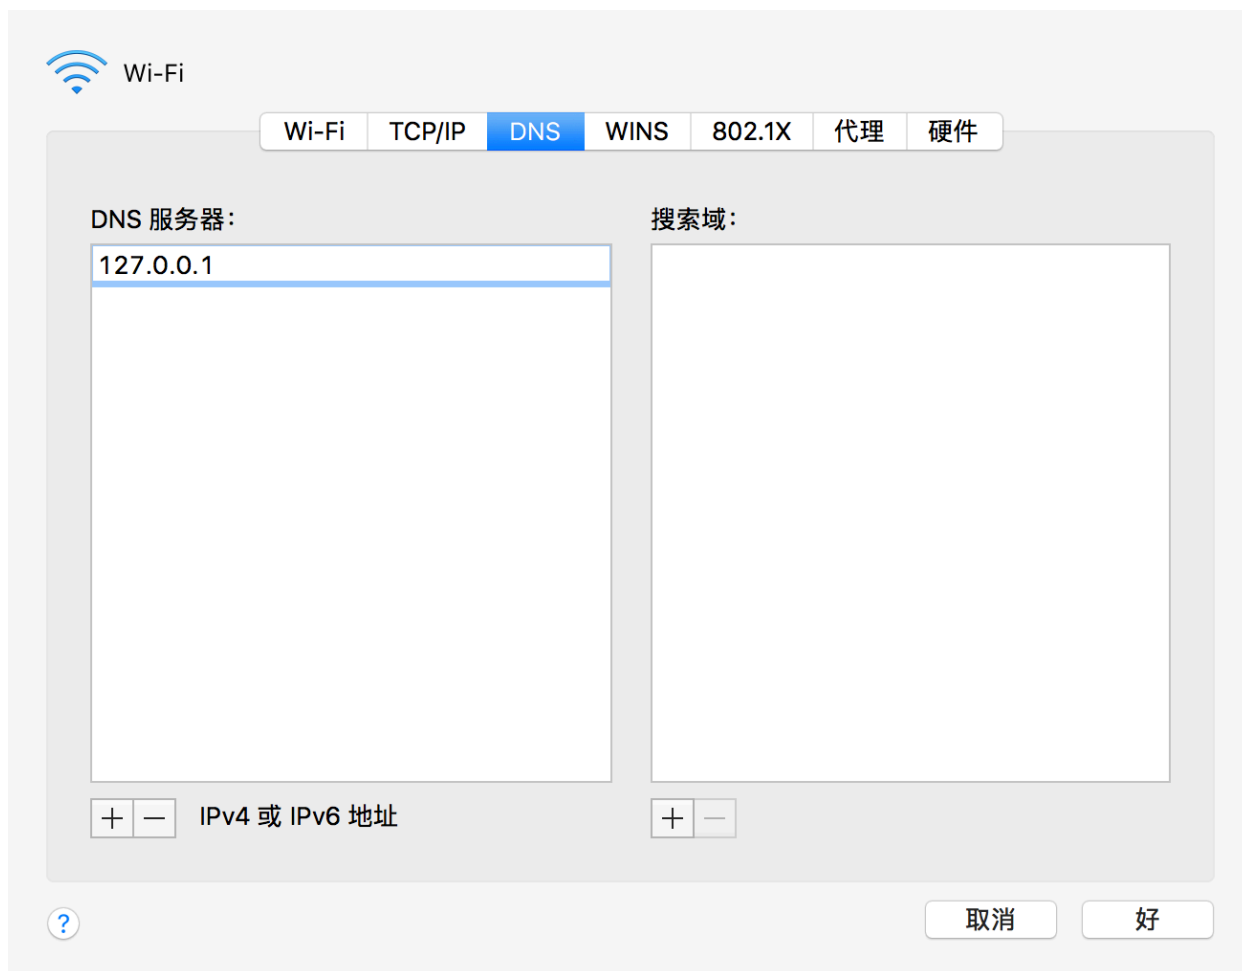 Wi-Fi
Wi-Fi TCP/IP DNS WINS 802.1X 代理 硬件
DNS 服务器：
127.0.0.1
搜索域：
+ − IPv4 或 IPv6 地址
+ −
? 取消 好